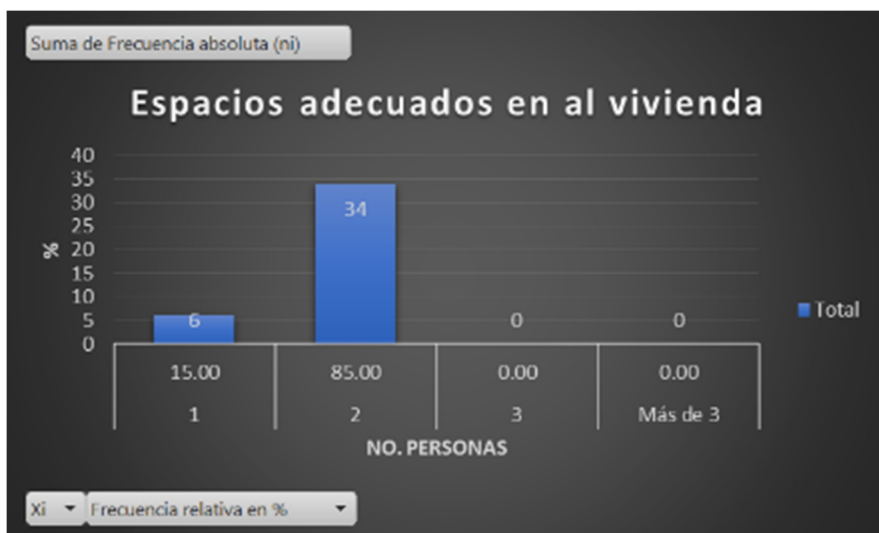 Suma de Frecuencia absoluta (ni)
Espacios adecuados en al vivienda
40
35
30
25
20
15
10
5
0
%
6
34
0
0
Total
15.00 85.00 0.00 0.00
1 2 3 Más de 3
NO. PERSONAS
Xi Frecuencia relativa en %